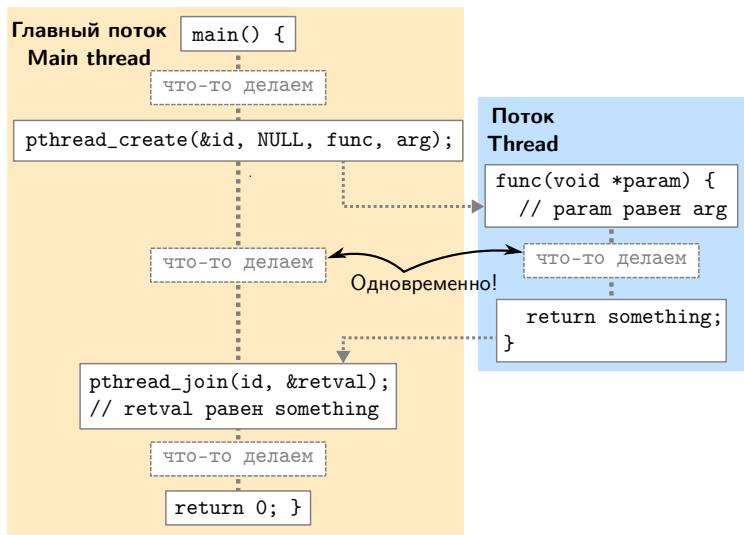 Главный поток
Main thread
main() {
что-то делаем
pthread_create(&id, NULL, func, arg);
Поток
Thread
func(void *param) {
// param равен arg
что-то делаем
что-то делаем
Одновременно!
return something;
}
pthread_join(id, &retval);
// retval равен something
что-то делаем
return 0; }